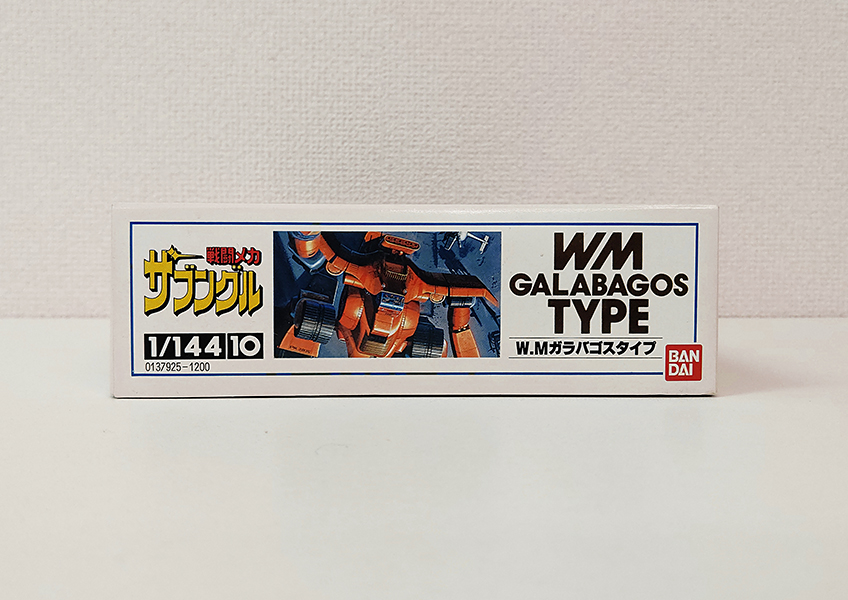 戦闘メカ
ザブングル
1/144 10
0137925-1200
WM
GALABAGOS
TYPE
W.Mガラバゴスタイプ
BAN
DAI